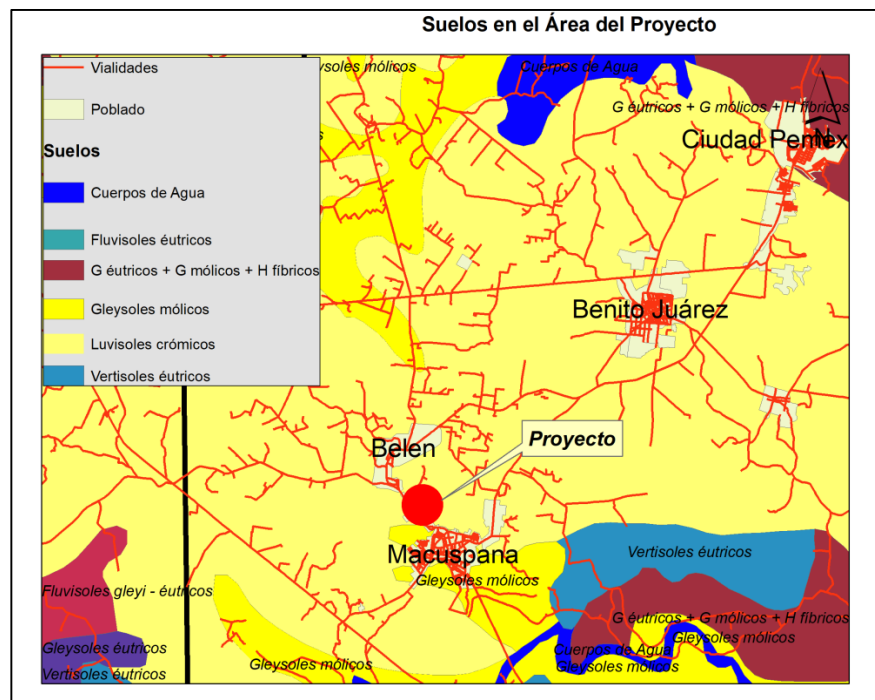 Suelos en el Área del Proyecto
Vialidades
Poblado
Suelos
Cuerpos de Agua
Fluvisoles éutricos
G éutricos + G mólicos + H fíbricos
Gleysoles mólicos
Luvisoles crómicos
Vertisoles éutricos
Cuerpos de Agua
G éutricos + G mólicos + H fíbricos
Ciudad Pemex
N
Benito Juárez
Belen
Proyecto
Macuspana
Gleysoles mólicos
Vertisoles éutricos
Fluvisoles gleyi - éutricos
G éutricos + G mólicos + H fíbricos
Gleysoles mólicos
Gleysoles éutricos
Cuerpos de Agua
Gleysoles mólicos
Gleysoles mólicos
Vertisoles éutricos